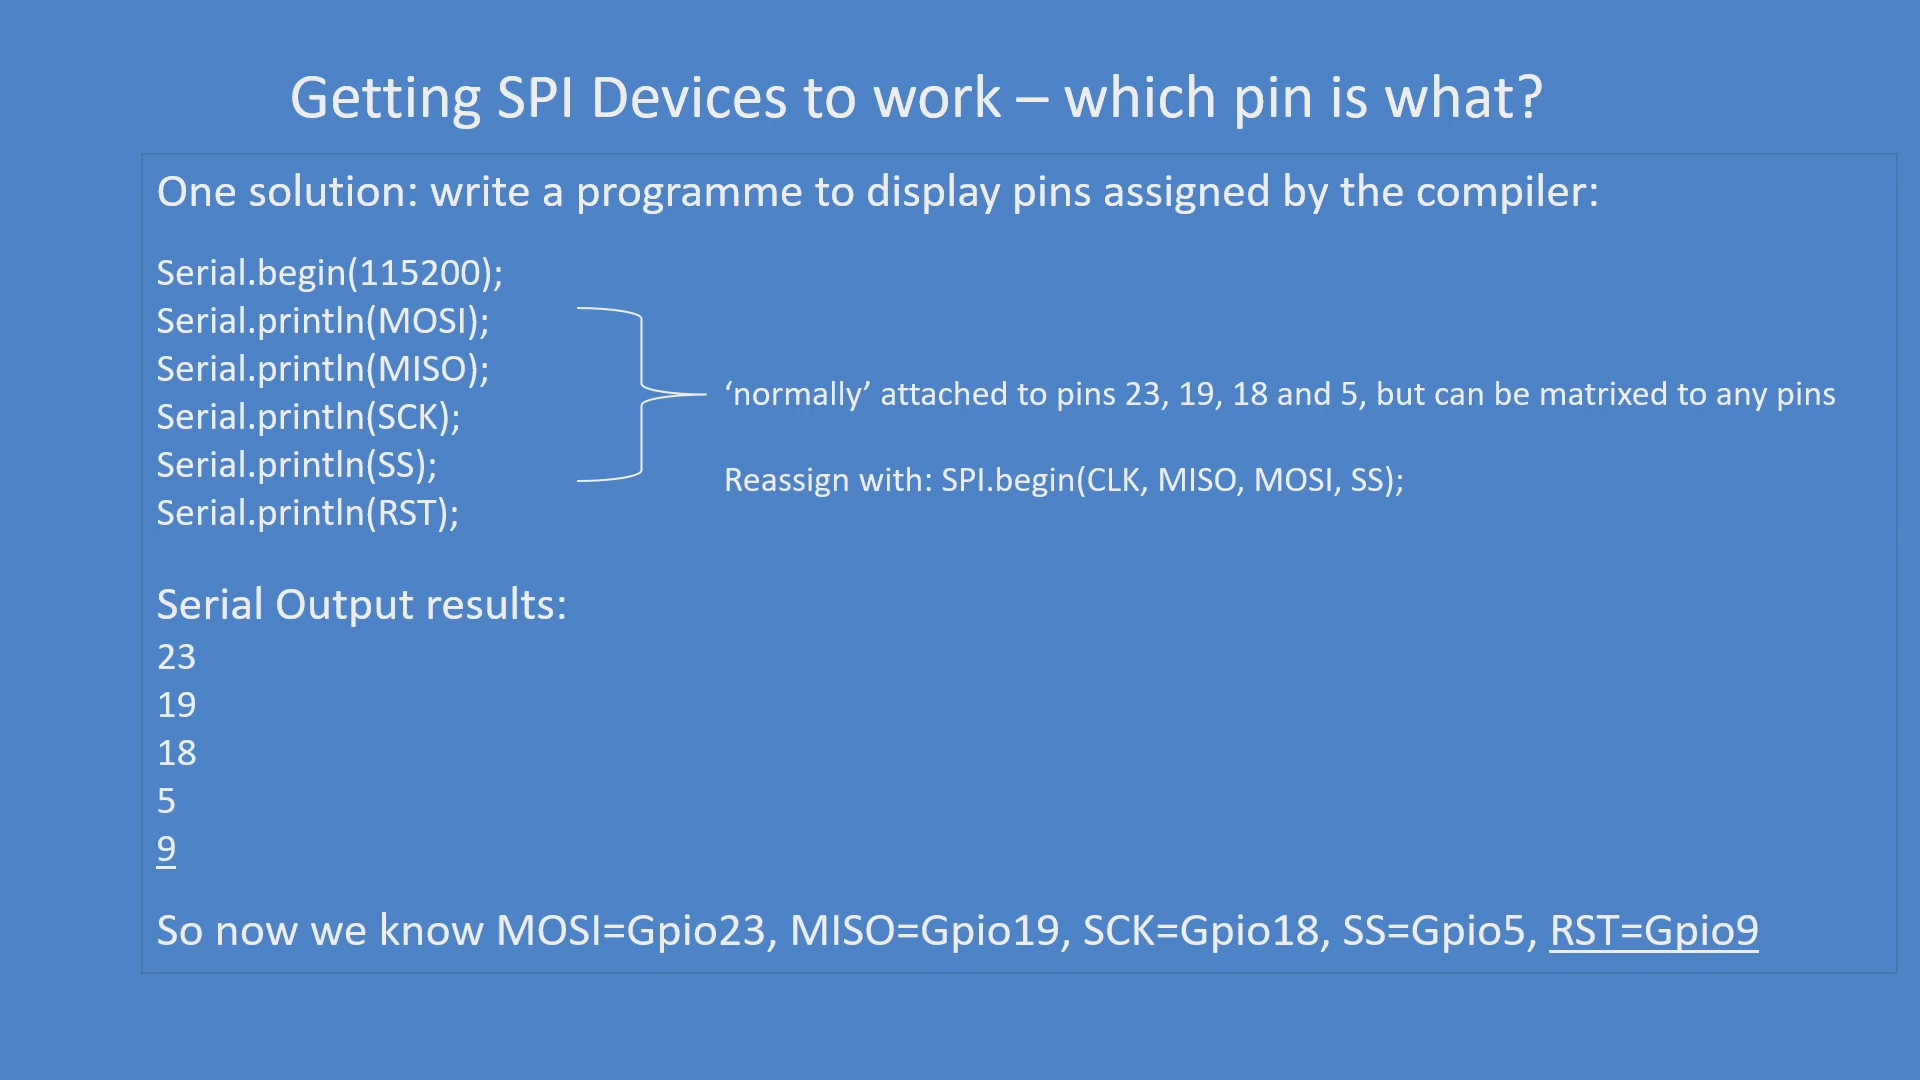 Getting SPI Devices to work – which pin is what?
One solution: write a programme to display pins assigned by the compiler:
Serial.begin(115200);
Serial.println(MOSI);
Serial.println(MISO);
Serial.println(SCK);
Serial.println(SS);
Serial.println(RST);
‘normally’ attached to pins 23, 19, 18 and 5, but can be matrixed to any pins
Reassign with: SPI.begin(CLK, MISO, MOSI, SS);
Serial Output results:
23
19
18
5
9
So now we know MOSI=Gpio23, MISO=Gpio19, SCK=Gpio18, SS=Gpio5, RST=Gpio9